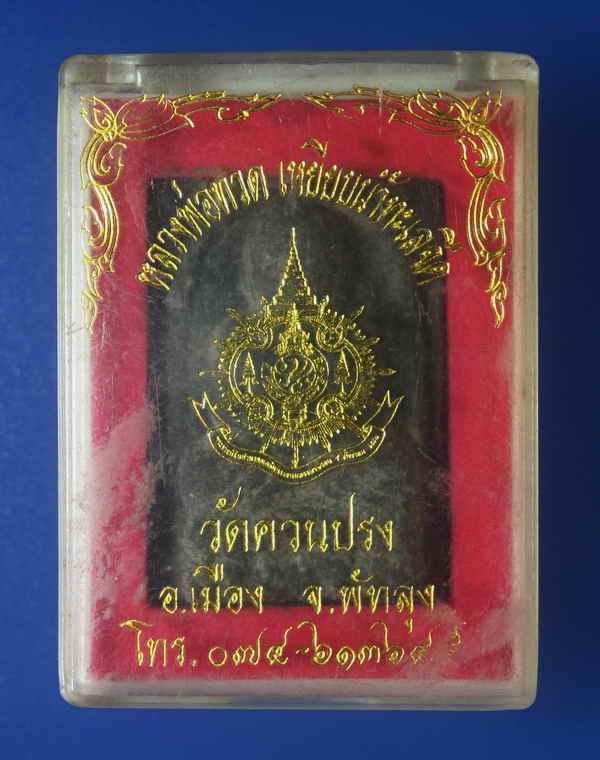 หลวงพ่อทวด เหยียบน้ำทะเลจืด
วัดควนปรง
อ.เมือง จ.พัทลุง
โทร. ๐๗๔-๖๑๓๖๔